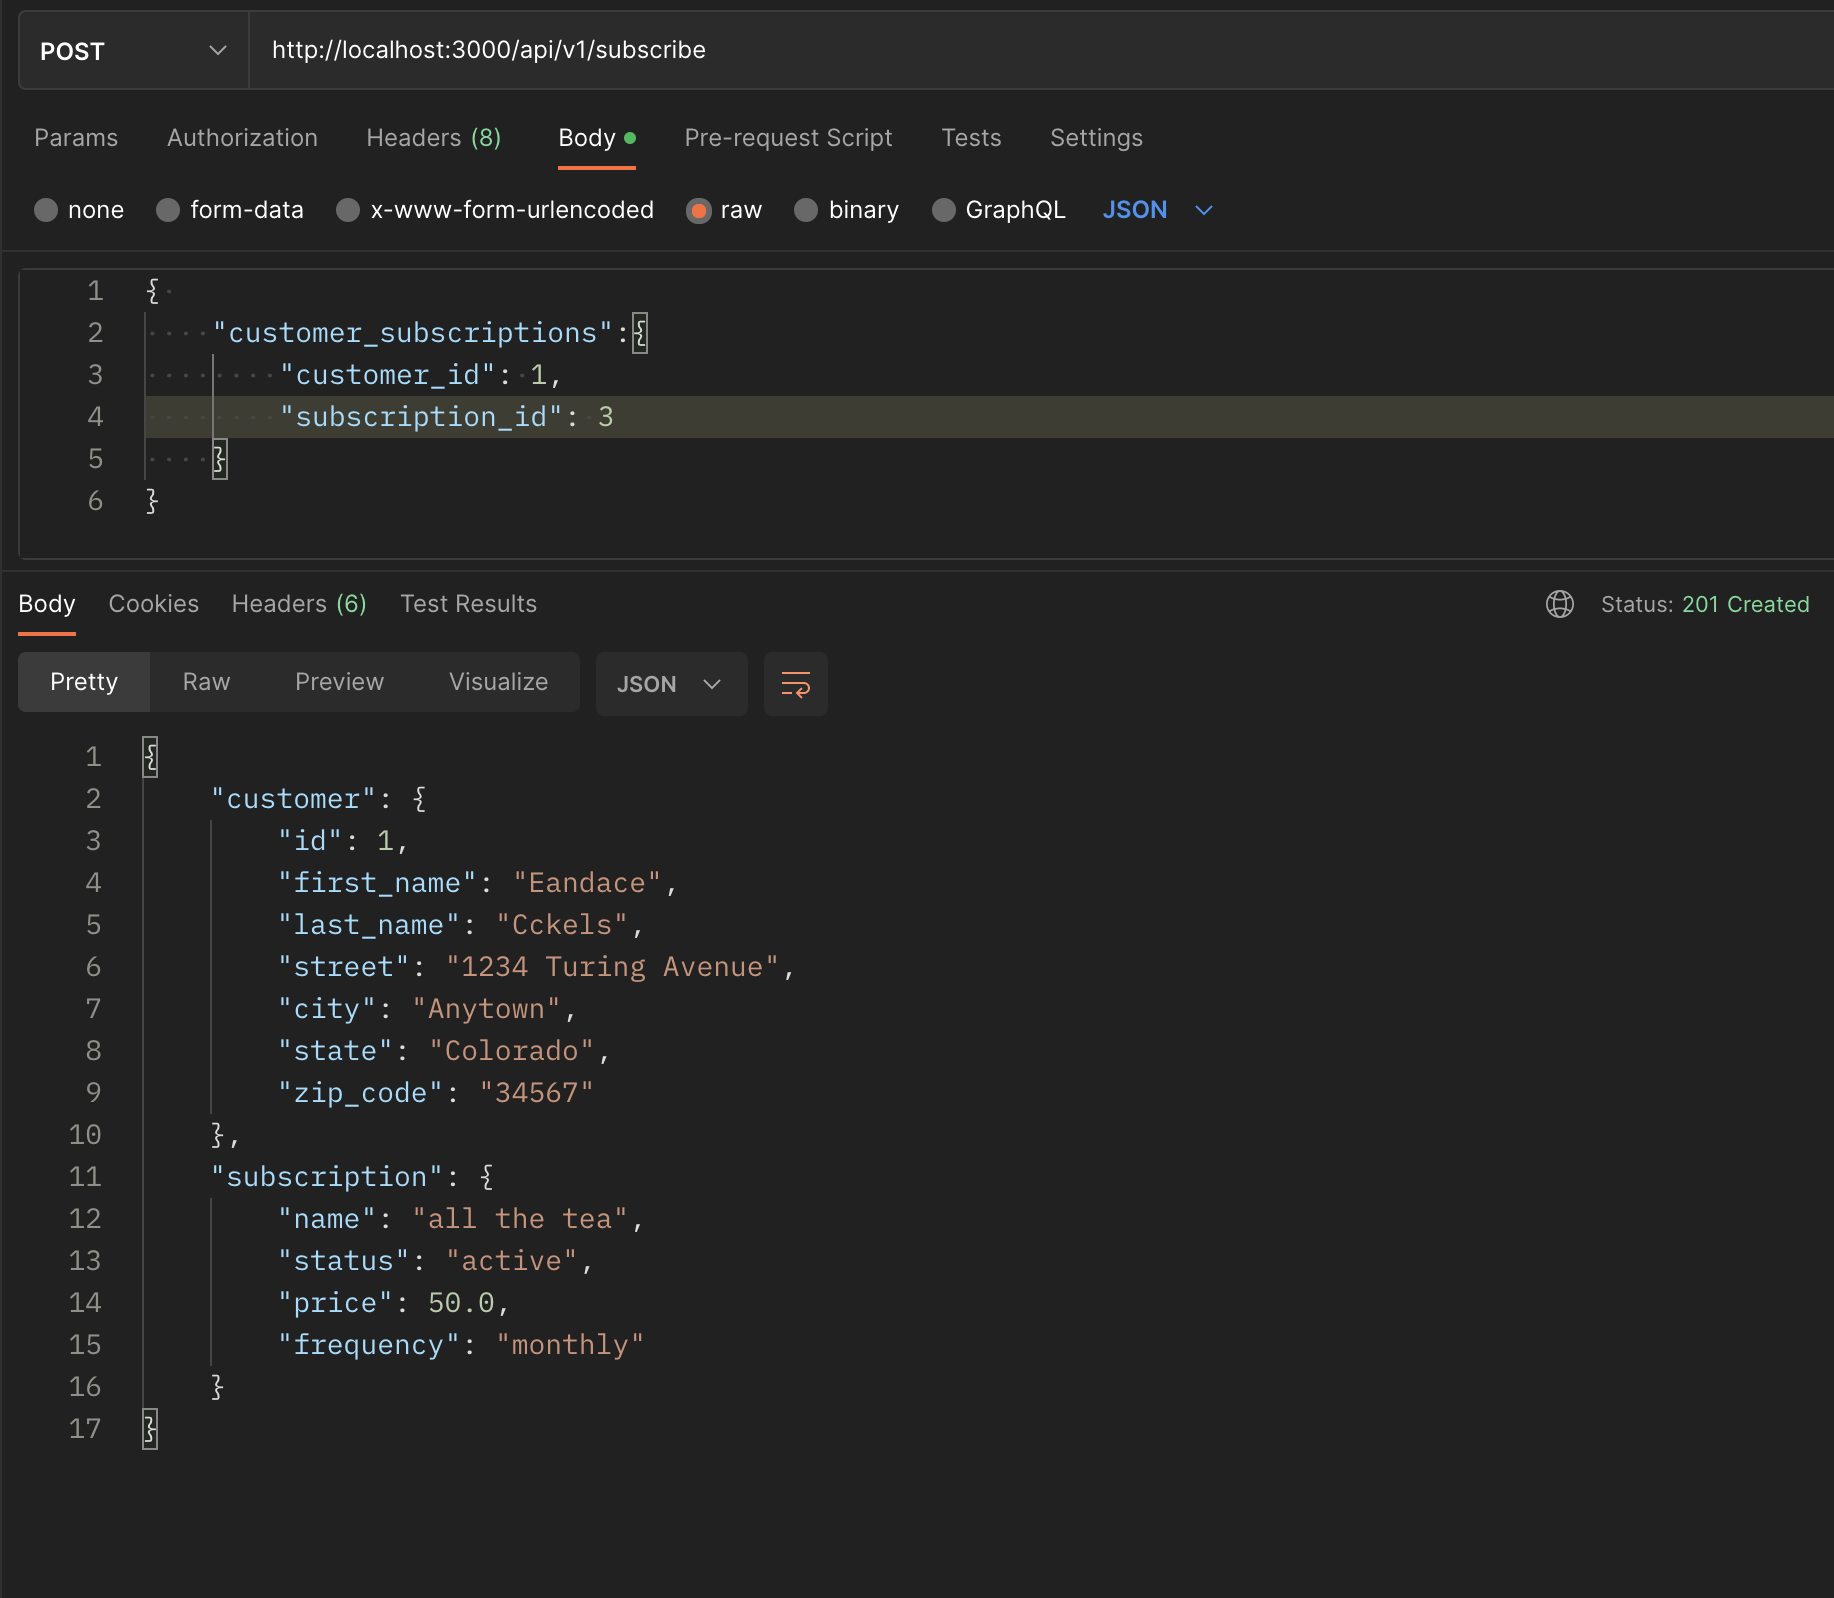 POST http://localhost:3000/api/v1/subscribe
Params Authorization Headers (8) Body Pre-request Script Tests Settings
none form-data x-www-form-urlencoded raw binary GraphQL JSON
1 {
2 "customer_subscriptions":{
3 "customer_id": 1,
4 "subscription_id": 3
5 }
6 }
Body Cookies Headers (6) Test Results Status: 201 Created
Pretty Raw Preview Visualize JSON
1 {
2 "customer": {
3 "id": 1,
4 "first_name": "Eandace",
5 "last_name": "Cckels",
6 "street": "1234 Turing Avenue",
7 "city": "Anytown",
8 "state": "Colorado",
9 "zip_code": "34567"
10 },
11 "subscription": {
12 "name": "all the tea",
13 "status": "active",
14 "price": 50.0,
15 "frequency": "monthly"
16 }
17 }